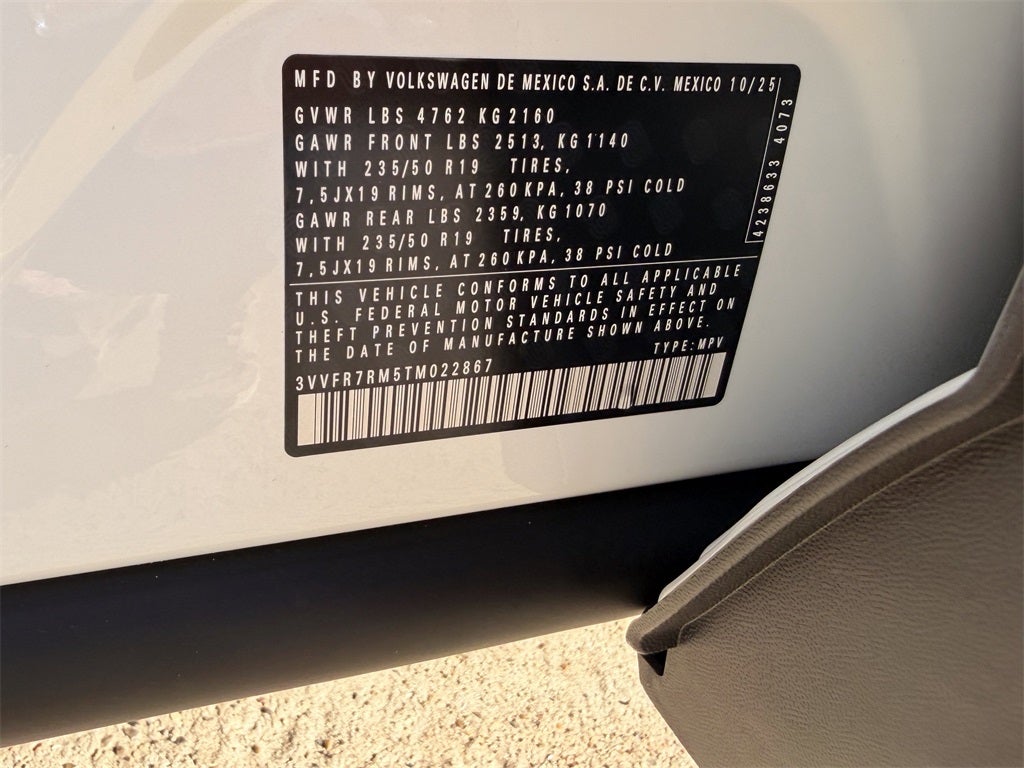 MFD BY VOLKSWAGEN DE MEXICO S.A. DE C.V. MEXICO 10/25
GVWR LBS 4762 KG 2160
GAWR FRONT LBS 2513, KG 1140
WITH 235/50 R19 TIRES,
7,5JX19 RIMS, AT 260 KPA, 38 PSI COLD
GAWR REAR LBS 2359, KG 1070
WITH 235/50 R19 TIRES,
7,5JX19 RIMS, AT 260 KPA, 38 PSI COLD
4238633 4073
THIS VEHICLE CONFORMS TO ALL APPLICABLE
U.S. FEDERAL MOTOR VEHICLE SAFETY AND
THEFT PREVENTION STANDARDS IN EFFECT ON
THE DATE OF MANUFACTURE SHOWN ABOVE.
TYPE: MPV
3VVFR7RM5TM022867